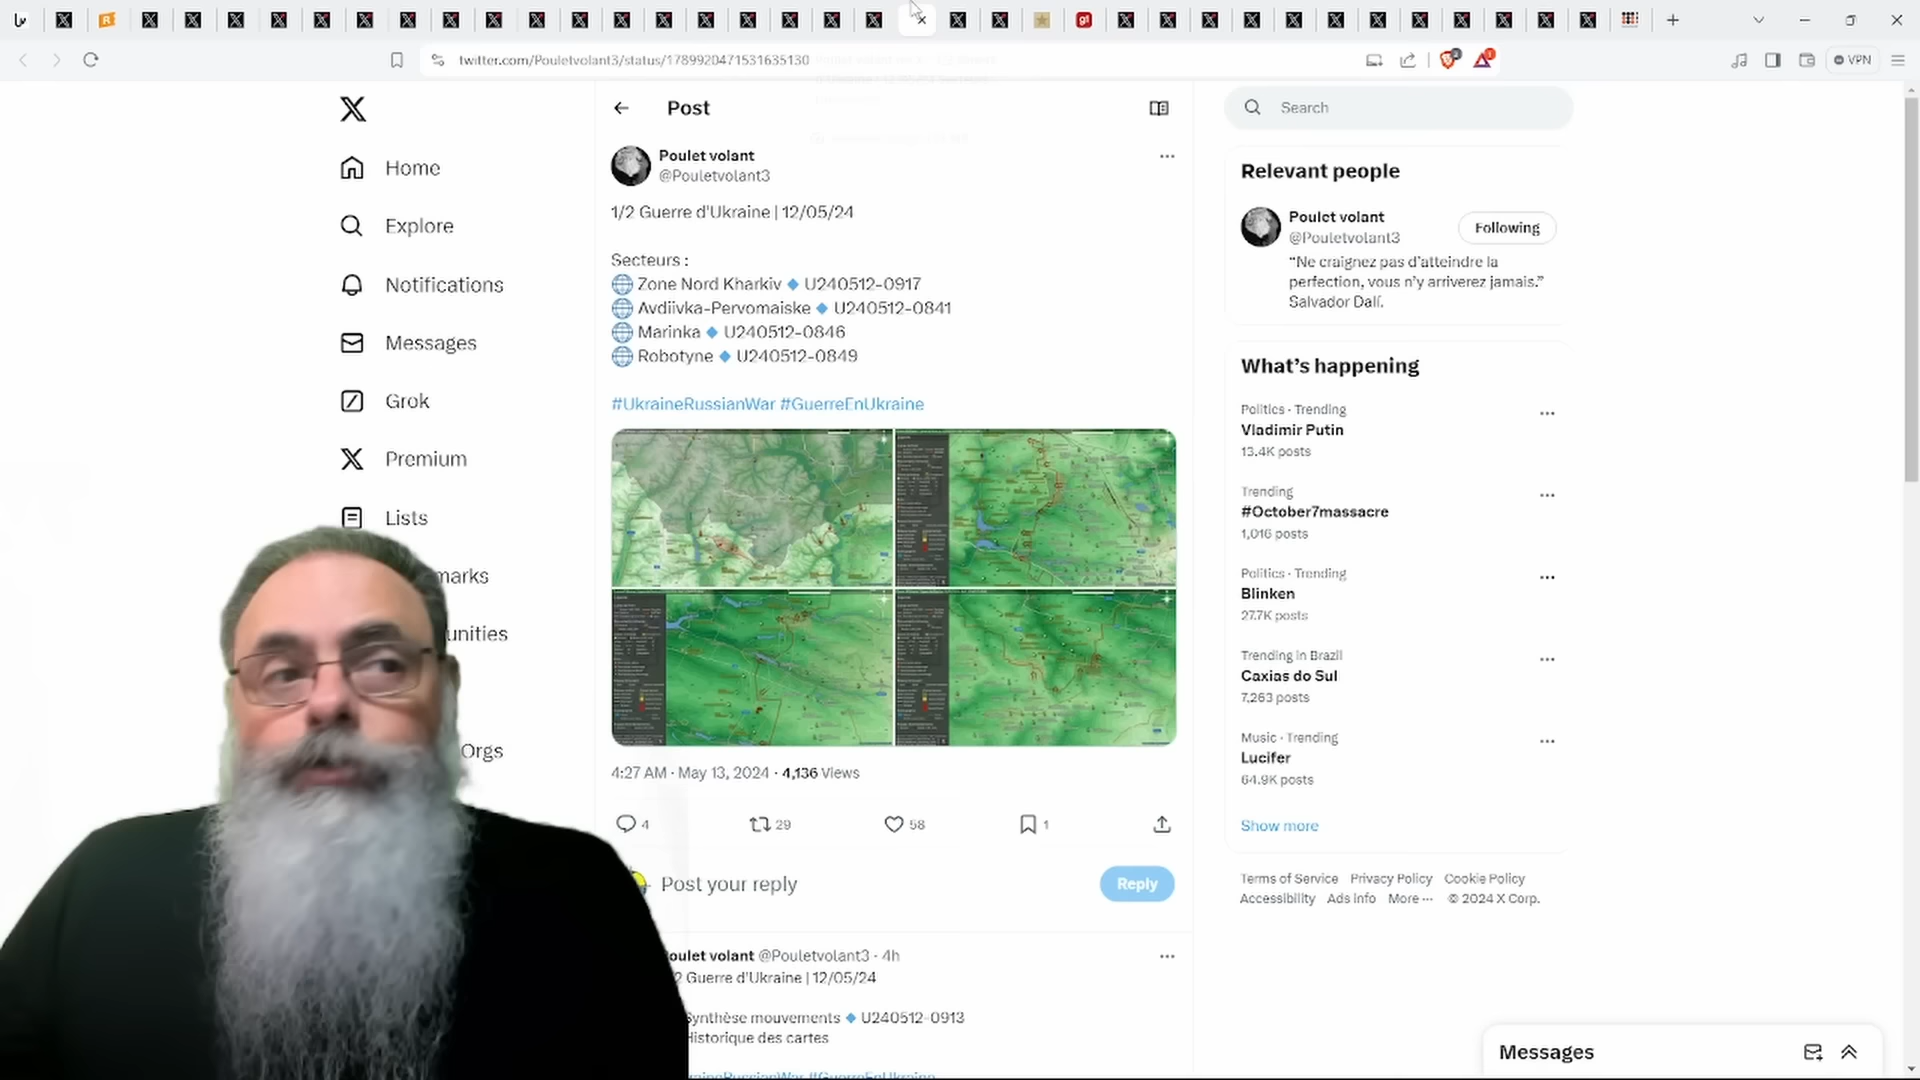 twitter.com/Pouletvolant3/status/1789920471531635130
VPN
Home
Explore
Notifications
Messages
Grok
Premium
Lists
marks
unities
Orgs
Post
Poulet volant
@Pouletvolant3
1/2 Guerre d'Ukraine | 12/05/24
Secteurs :
Zone Nord Kharkiv 🔹 U240512-0917
Avdiivka-Pervomaiske 🔹 U240512-0841
Marinka 🔹 U240512-0846
Robotyne 🔹 U240512-0849
#UkraineRussianWar #GuerreEnUkraine
4:27 AM · May 13, 2024 · 4,136 Views
4
29
58
1
Post your reply
Reply
oulet volant @Pouletvolant3 · 4h
2 Guerre d'Ukraine | 12/05/24
Synthèse mouvements 🔹 U240512-0913
Historique des cartes
raineRussianWar #GuerreEnUkraine
Search
Relevant people
Poulet volant
@Pouletvolant3
Following
“Ne craignez pas d’atteindre la
perfection, vous n’y arriverez jamais.”
Salvador Dalí.
What’s happening
Politics · Trending
Vladimir Putin
13.4K posts
Trending
#October7massacre
1,016 posts
Politics · Trending
Blinken
27.7K posts
Trending in Brazil
Caxias do Sul
7,263 posts
Music · Trending
Lucifer
64.9K posts
Show more
Terms of Service Privacy Policy Cookie Policy
Accessibility Ads info More ··· © 2024 X Corp.
Messages